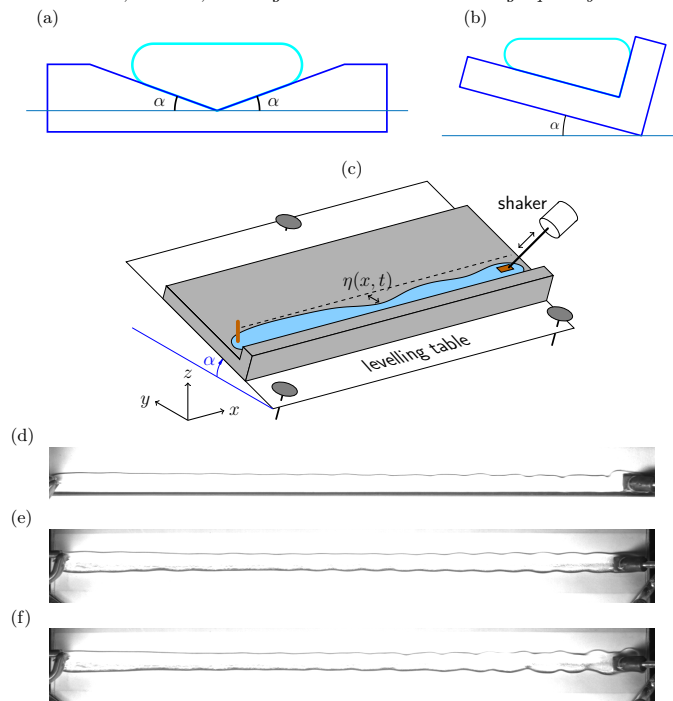 (a)
(b)
α
α
α
(c)
shaker
η(x, t)
levelling table
α
z
y
x
(d)
(e)
(f)